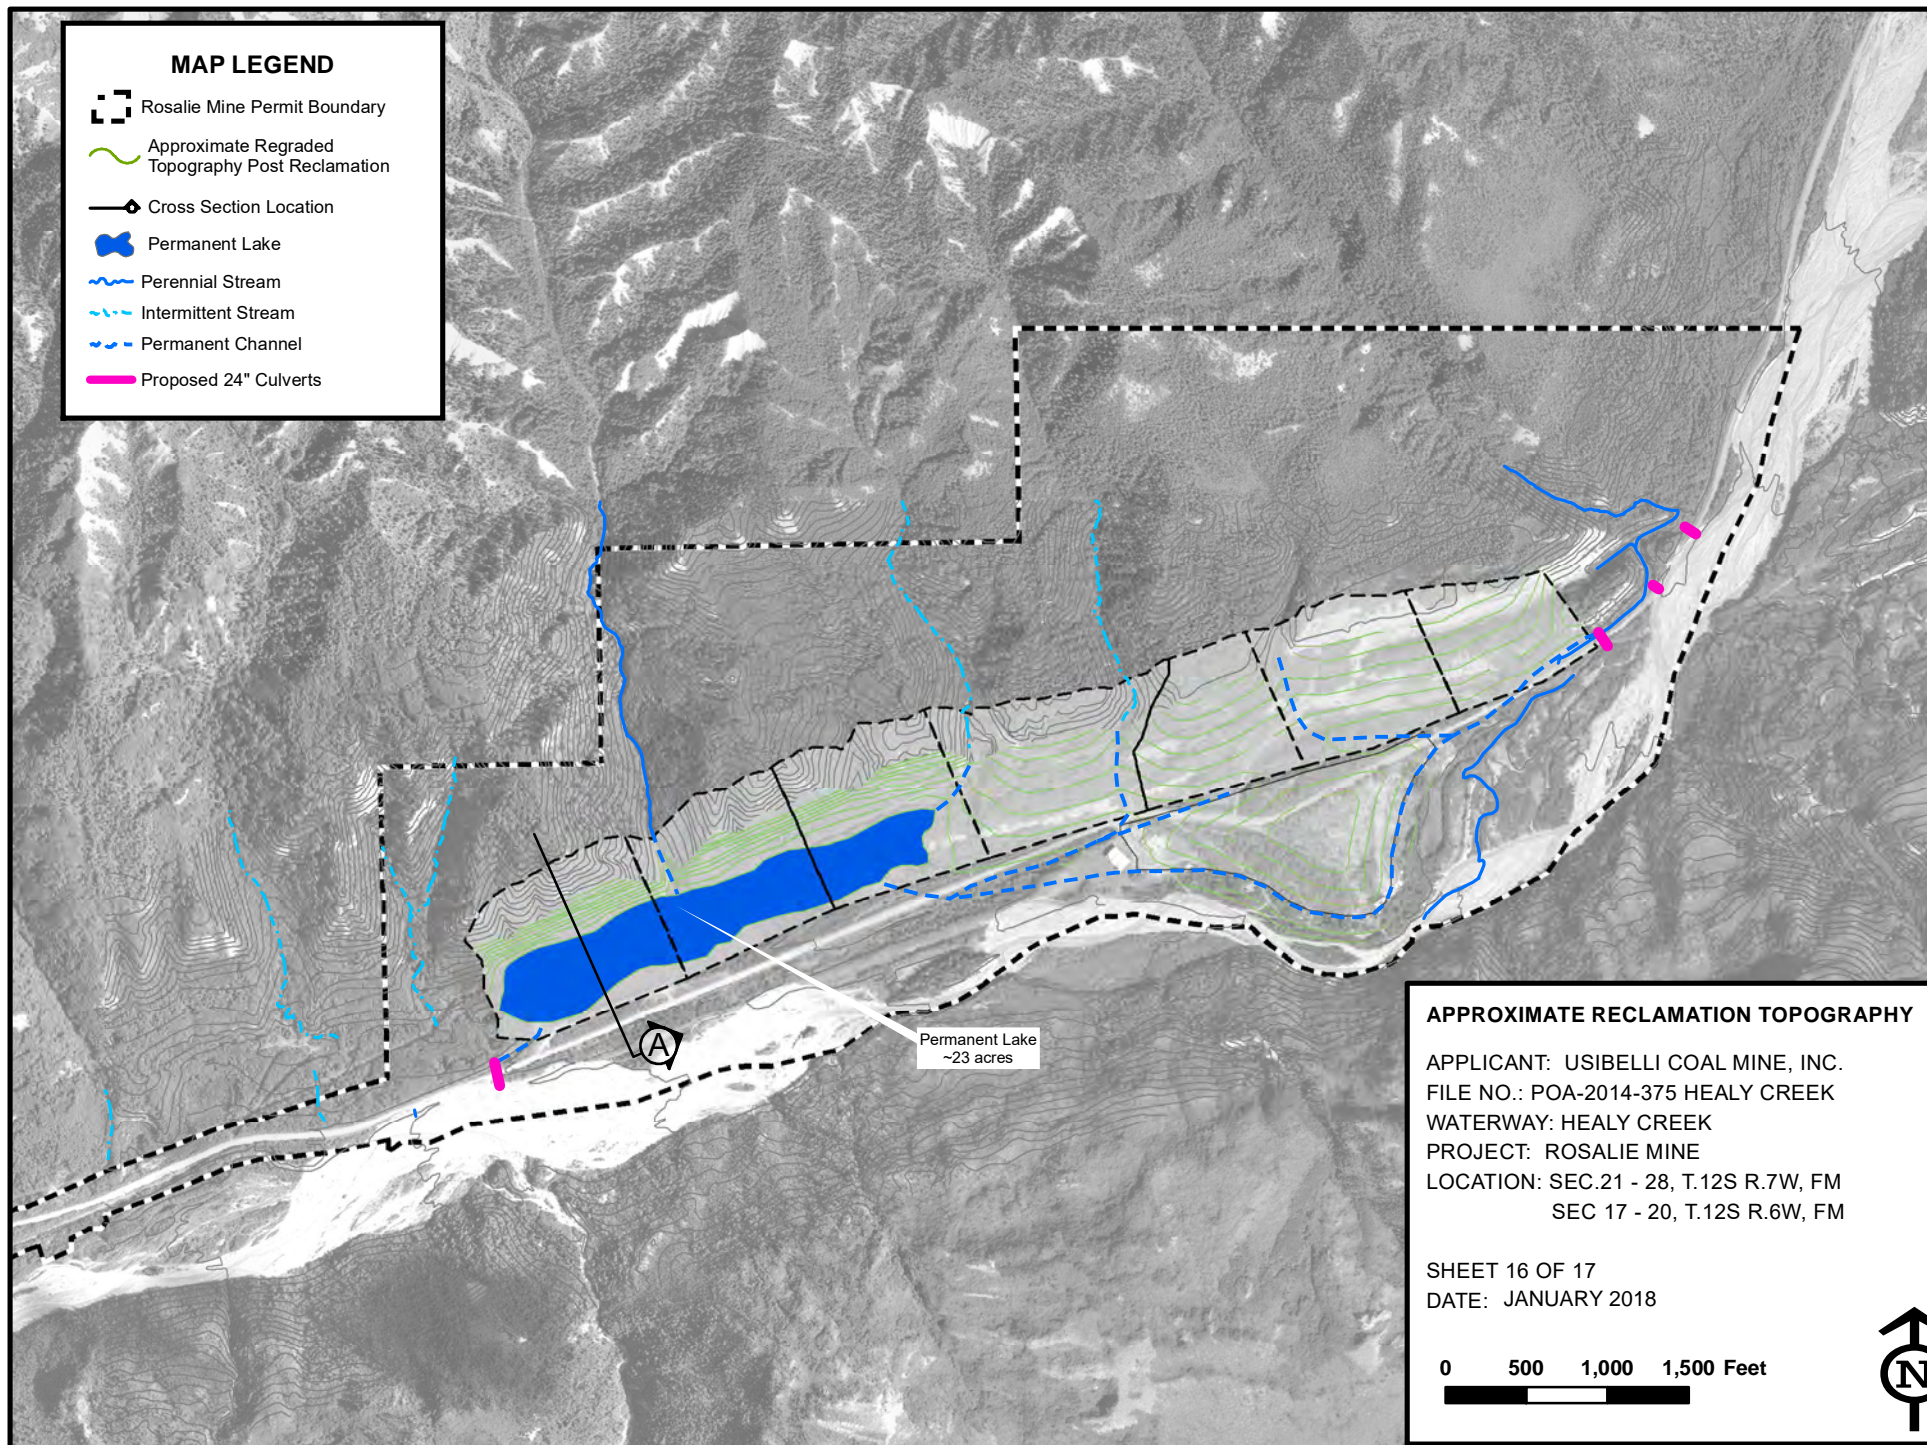 MAP LEGEND
Rosalie Mine Permit Boundary
Approximate Regraded
Topography Post Reclamation
Cross Section Location
Permanent Lake
Perennial Stream
Intermittent Stream
Permanent Channel
Proposed 24" Culverts
A
Permanent Lake
~23 acres
APPROXIMATE RECLAMATION TOPOGRAPHY
APPLICANT: USIBELLI COAL MINE, INC.
FILE NO.: POA-2014-375 HEALY CREEK
WATERWAY: HEALY CREEK
PROJECT: ROSALIE MINE
LOCATION: SEC.21 - 28, T.12S R.7W, FM
SEC 17 - 20, T.12S R.6W, FM
SHEET 16 OF 17
DATE: JANUARY 2018
0 500 1,000 1,500 Feet
N